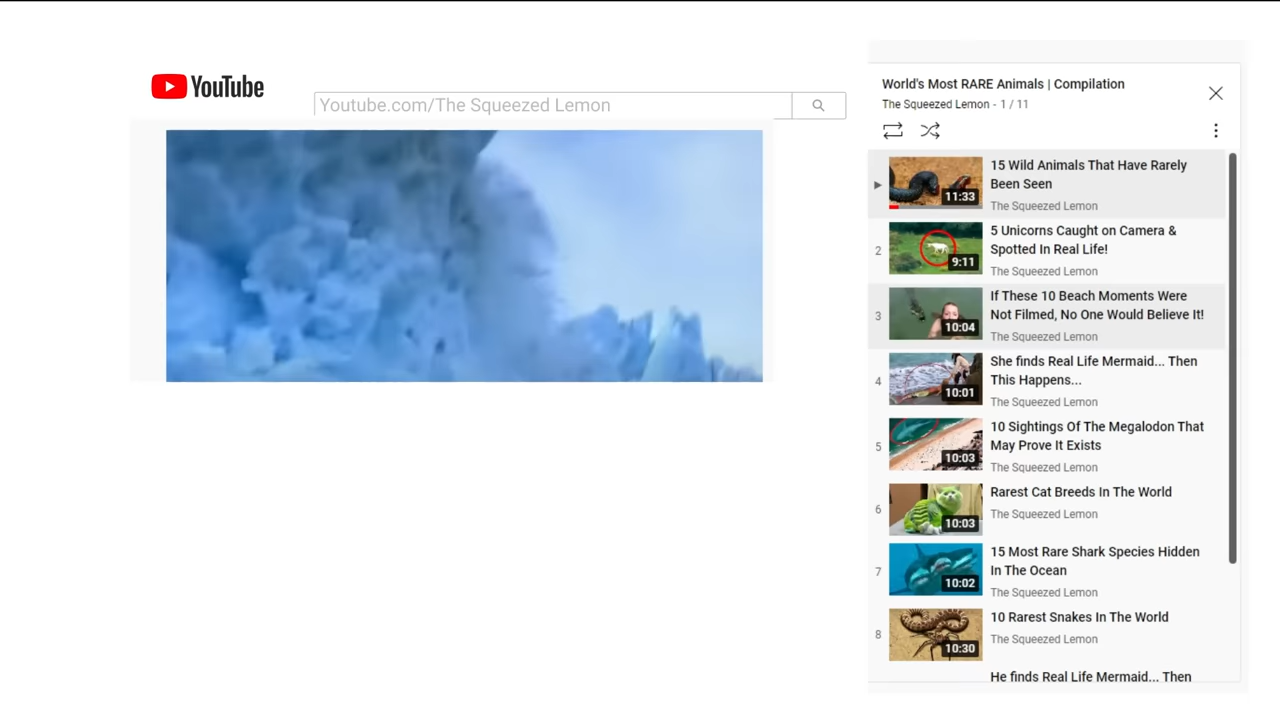 YouTube
Youtube.com/The Squeezed Lemon
World's Most RARE Animals | Compilation
The Squeezed Lemon - 1 / 11
15 Wild Animals That Have Rarely
Been Seen
11:33
The Squeezed Lemon
2
5 Unicorns Caught on Camera &
Spotted In Real Life!
9:11
The Squeezed Lemon
3
If These 10 Beach Moments Were
Not Filmed, No One Would Believe It!
10:04
The Squeezed Lemon
4
She finds Real Life Mermaid... Then
This Happens...
10:01
The Squeezed Lemon
5
10 Sightings Of The Megalodon That
May Prove It Exists
10:03
The Squeezed Lemon
6
Rarest Cat Breeds In The World
The Squeezed Lemon
10:03
7
15 Most Rare Shark Species Hidden
In The Ocean
10:02
The Squeezed Lemon
8
10 Rarest Snakes In The World
The Squeezed Lemon
10:30
He finds Real Life Mermaid... Then